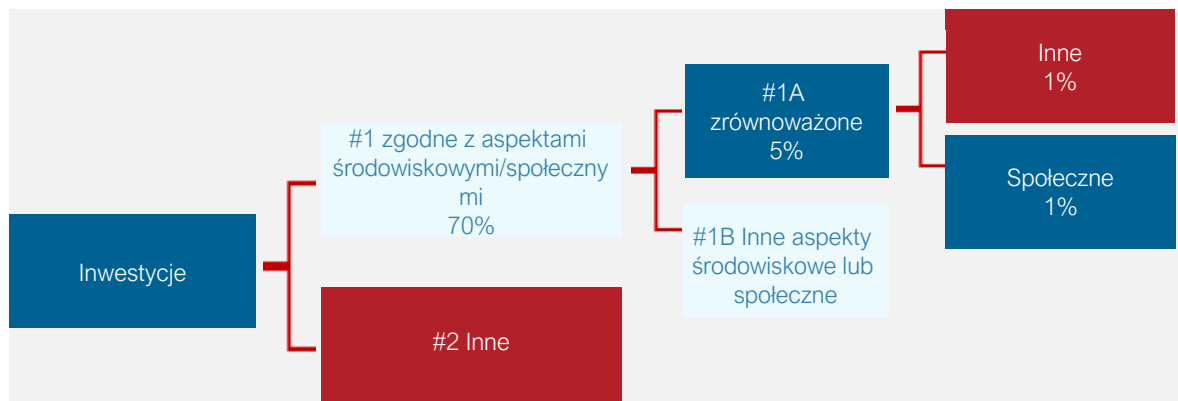 Inwestycje
#1 zgodne z aspektami
środowiskowymi/społeczny
mi
70%
#2 Inne
#1A
zrównoważone
5%
#1B Inne aspekty
środowiskowe lub
społeczne
Inne
1%
Społeczne
1%